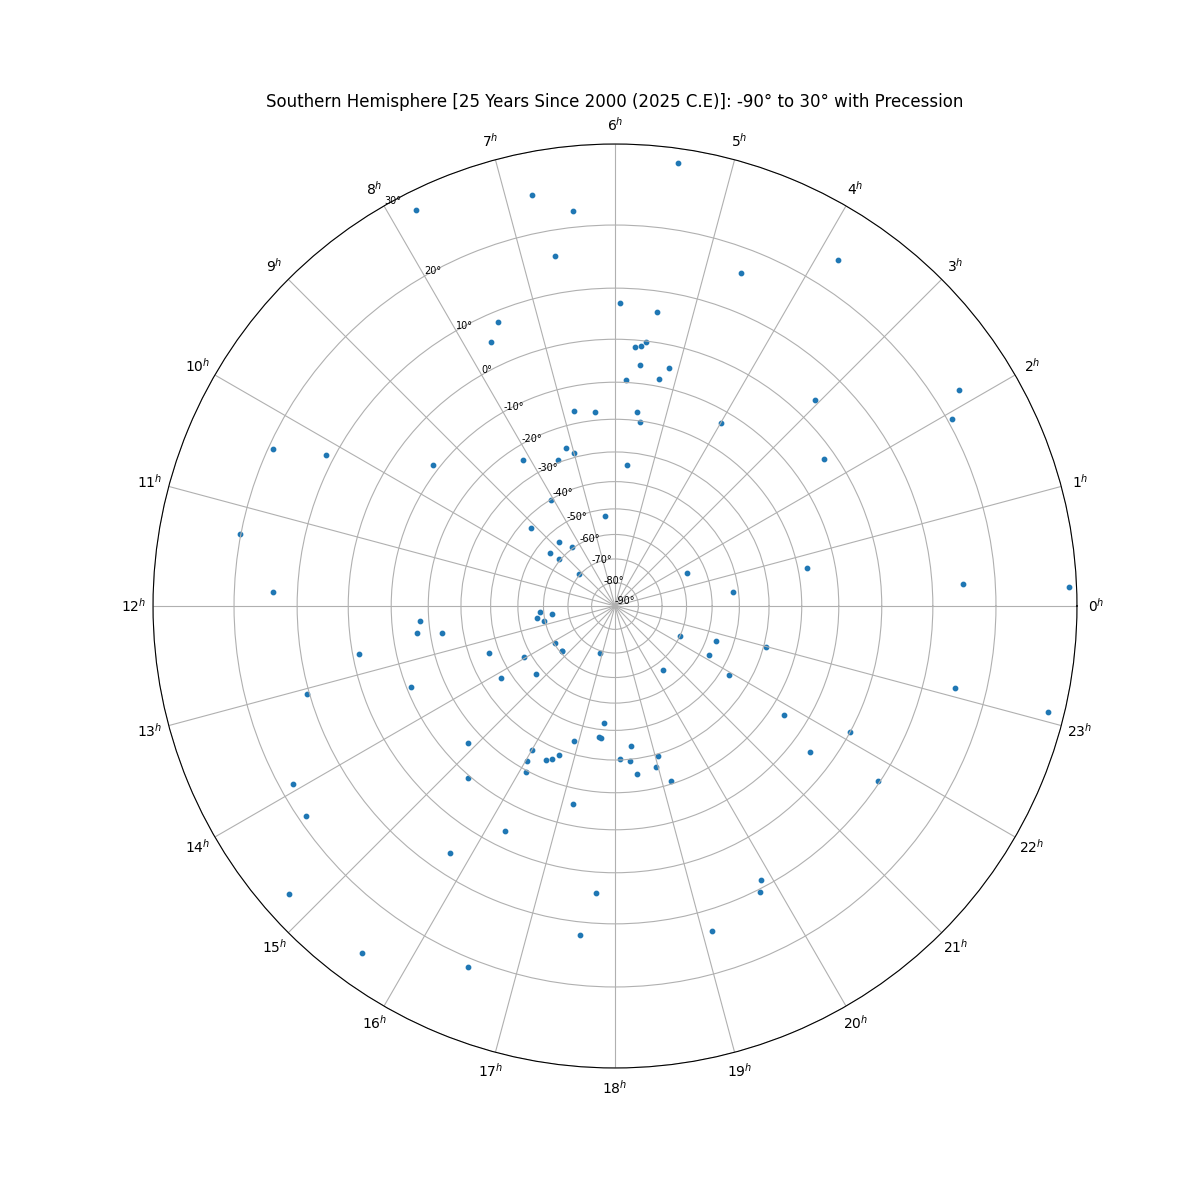 Southern Hemisphere [25 Years Since 2000 (2025 C.E)]: -90° to 30° with Precession
6ʰ
7ʰ
5ʰ
8ʰ
4ʰ
30°
9ʰ
3ʰ
20°
10°
10ʰ
2ʰ
0°
-10°
-20°
-30°
11ʰ
1ʰ
-40°
-50°
-60°
-70°
-80°
-90°
12ʰ
0ʰ
13ʰ
23ʰ
14ʰ
22ʰ
15ʰ
21ʰ
16ʰ
20ʰ
17ʰ
19ʰ
18ʰ